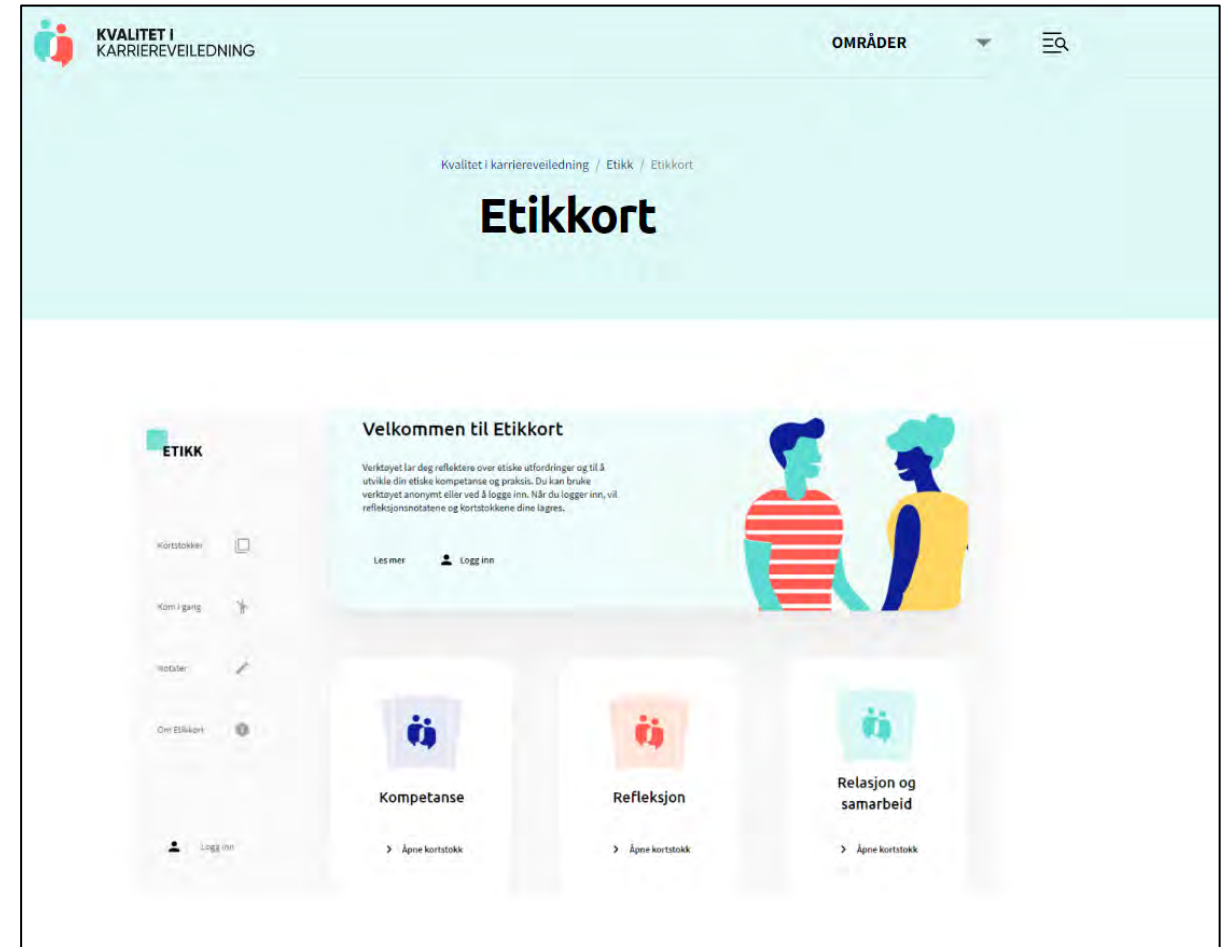 KVALITET I
KARRIEREVEILEDNING
OMRÅDER
Kvalitet i karriereveiledning / Etikk / Etikkort
Etikkort
ETIKK
Kortstokker
Kom i gang
Notater
Om Etikkort
Logg inn
Velkommen til Etikkort
Verktøyet lar deg reflektere over etiske utfordringer og til å
utvikle din etiske kompetanse og praksis. Du kan bruke
verktøyet anonymt eller ved å logge inn. Når du logger inn, vil
refleksjonsnotatene og kortstokkene dine lagres.
Les mer
Logg inn
Kompetanse
Åpne kortstokk
Refleksjon
Åpne kortstokk
Relasjon og
samarbeid
Åpne kortstokk